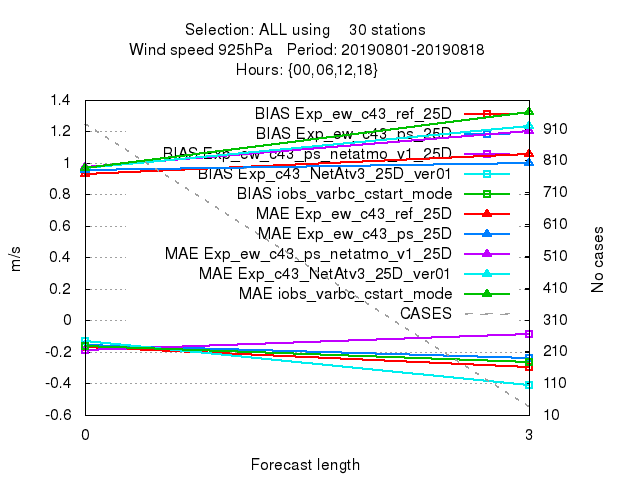 Selection: ALL using 30 stations
Wind speed 925hPa Period: 20190801-20190818
Hours: {00,06,12,18}
BIAS Exp_ew_c43_ref_25D
BIAS Exp_ew_c43_ps_25D
BIAS Exp_ew_c43_ps_netatmo_v1_25D
BIAS Exp_c43_NetAtv3_25D_ver01
BIAS iobs_varbc_cstart_mode
MAE Exp_ew_c43_ref_25D
MAE Exp_ew_c43_ps_25D
MAE Exp_ew_c43_ps_netatmo_v1_25D
MAE Exp_c43_NetAtv3_25D_ver01
MAE iobs_varbc_cstart_mode
CASES
m/s
1.4
1.2
1
0.8
0.6
0.4
0.2
0
-0.2
-0.4
-0.6
910
810
710
610
510
410
310
210
110
10
No cases
0 3
Forecast length